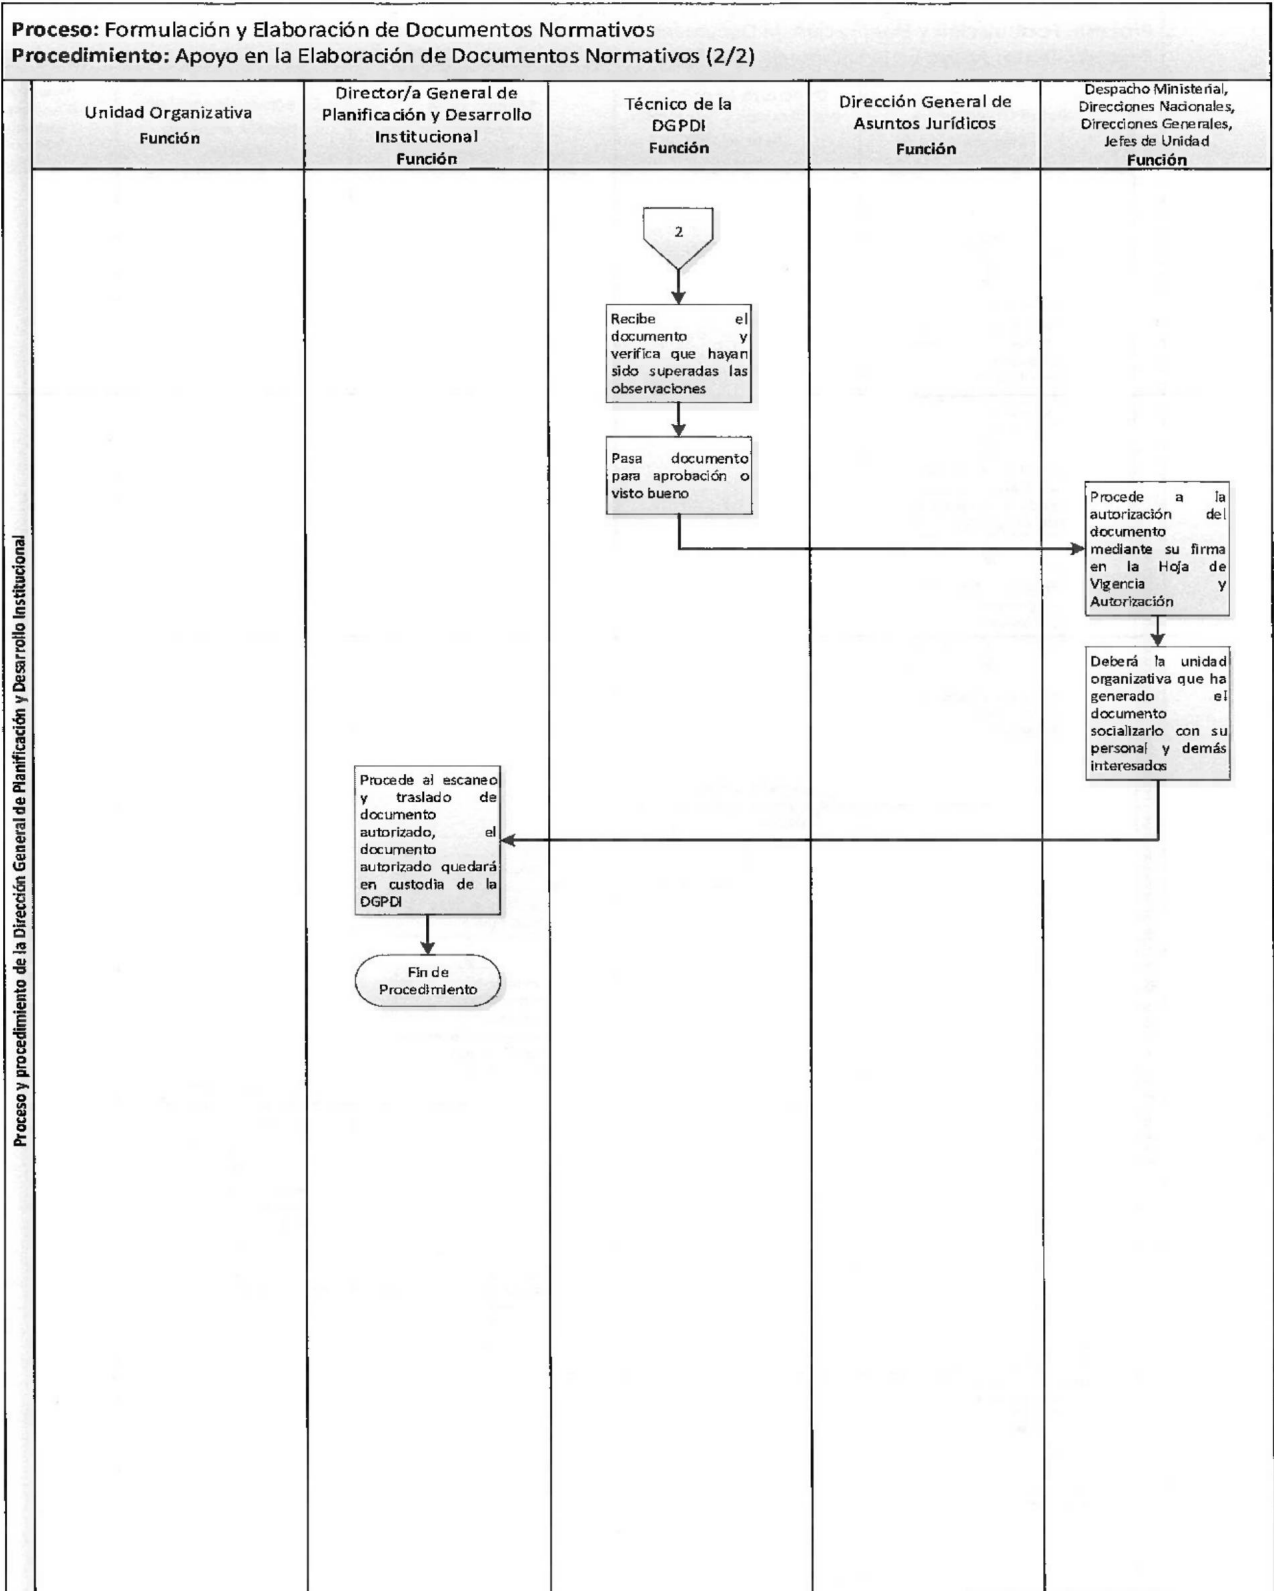 Proceso: Formulación y Elaboración de Documentos Normativos
Procedimiento: Apoyo en la Elaboración de Documentos Normativos (2/2)
Unidad Organizativa
Función
Director/a General de
Planificación y Desarrollo
Institucional
Función
Técnico de la
DGPDI
Función
Dirección General de
Asuntos Jurídicos
Función
Despacho Ministerial,
Direcciones Nacionales,
Direcciones Generales,
Jefes de Unidad
Función
Proceso y procedimiento de la Dirección General de Planificación y Desarrollo Institucional
2
Recibe el
documento y
verifica que hayan
sido superadas las
observaciones
Pasa documento
para aprobación o
visto bueno
Procede a la
autorización del
documento
mediante su firma
en la Hoja de
Vigencia y
Autorización
Deberá la unidad
organizativa que ha
generado el
documento
socializarlo con su
personal y demás
interesados
Procede al escaneo
y traslado de
documento
autorizado, el
documento
autorizado quedará
en custodia de la
DGPDI
Fin de
Procedimiento